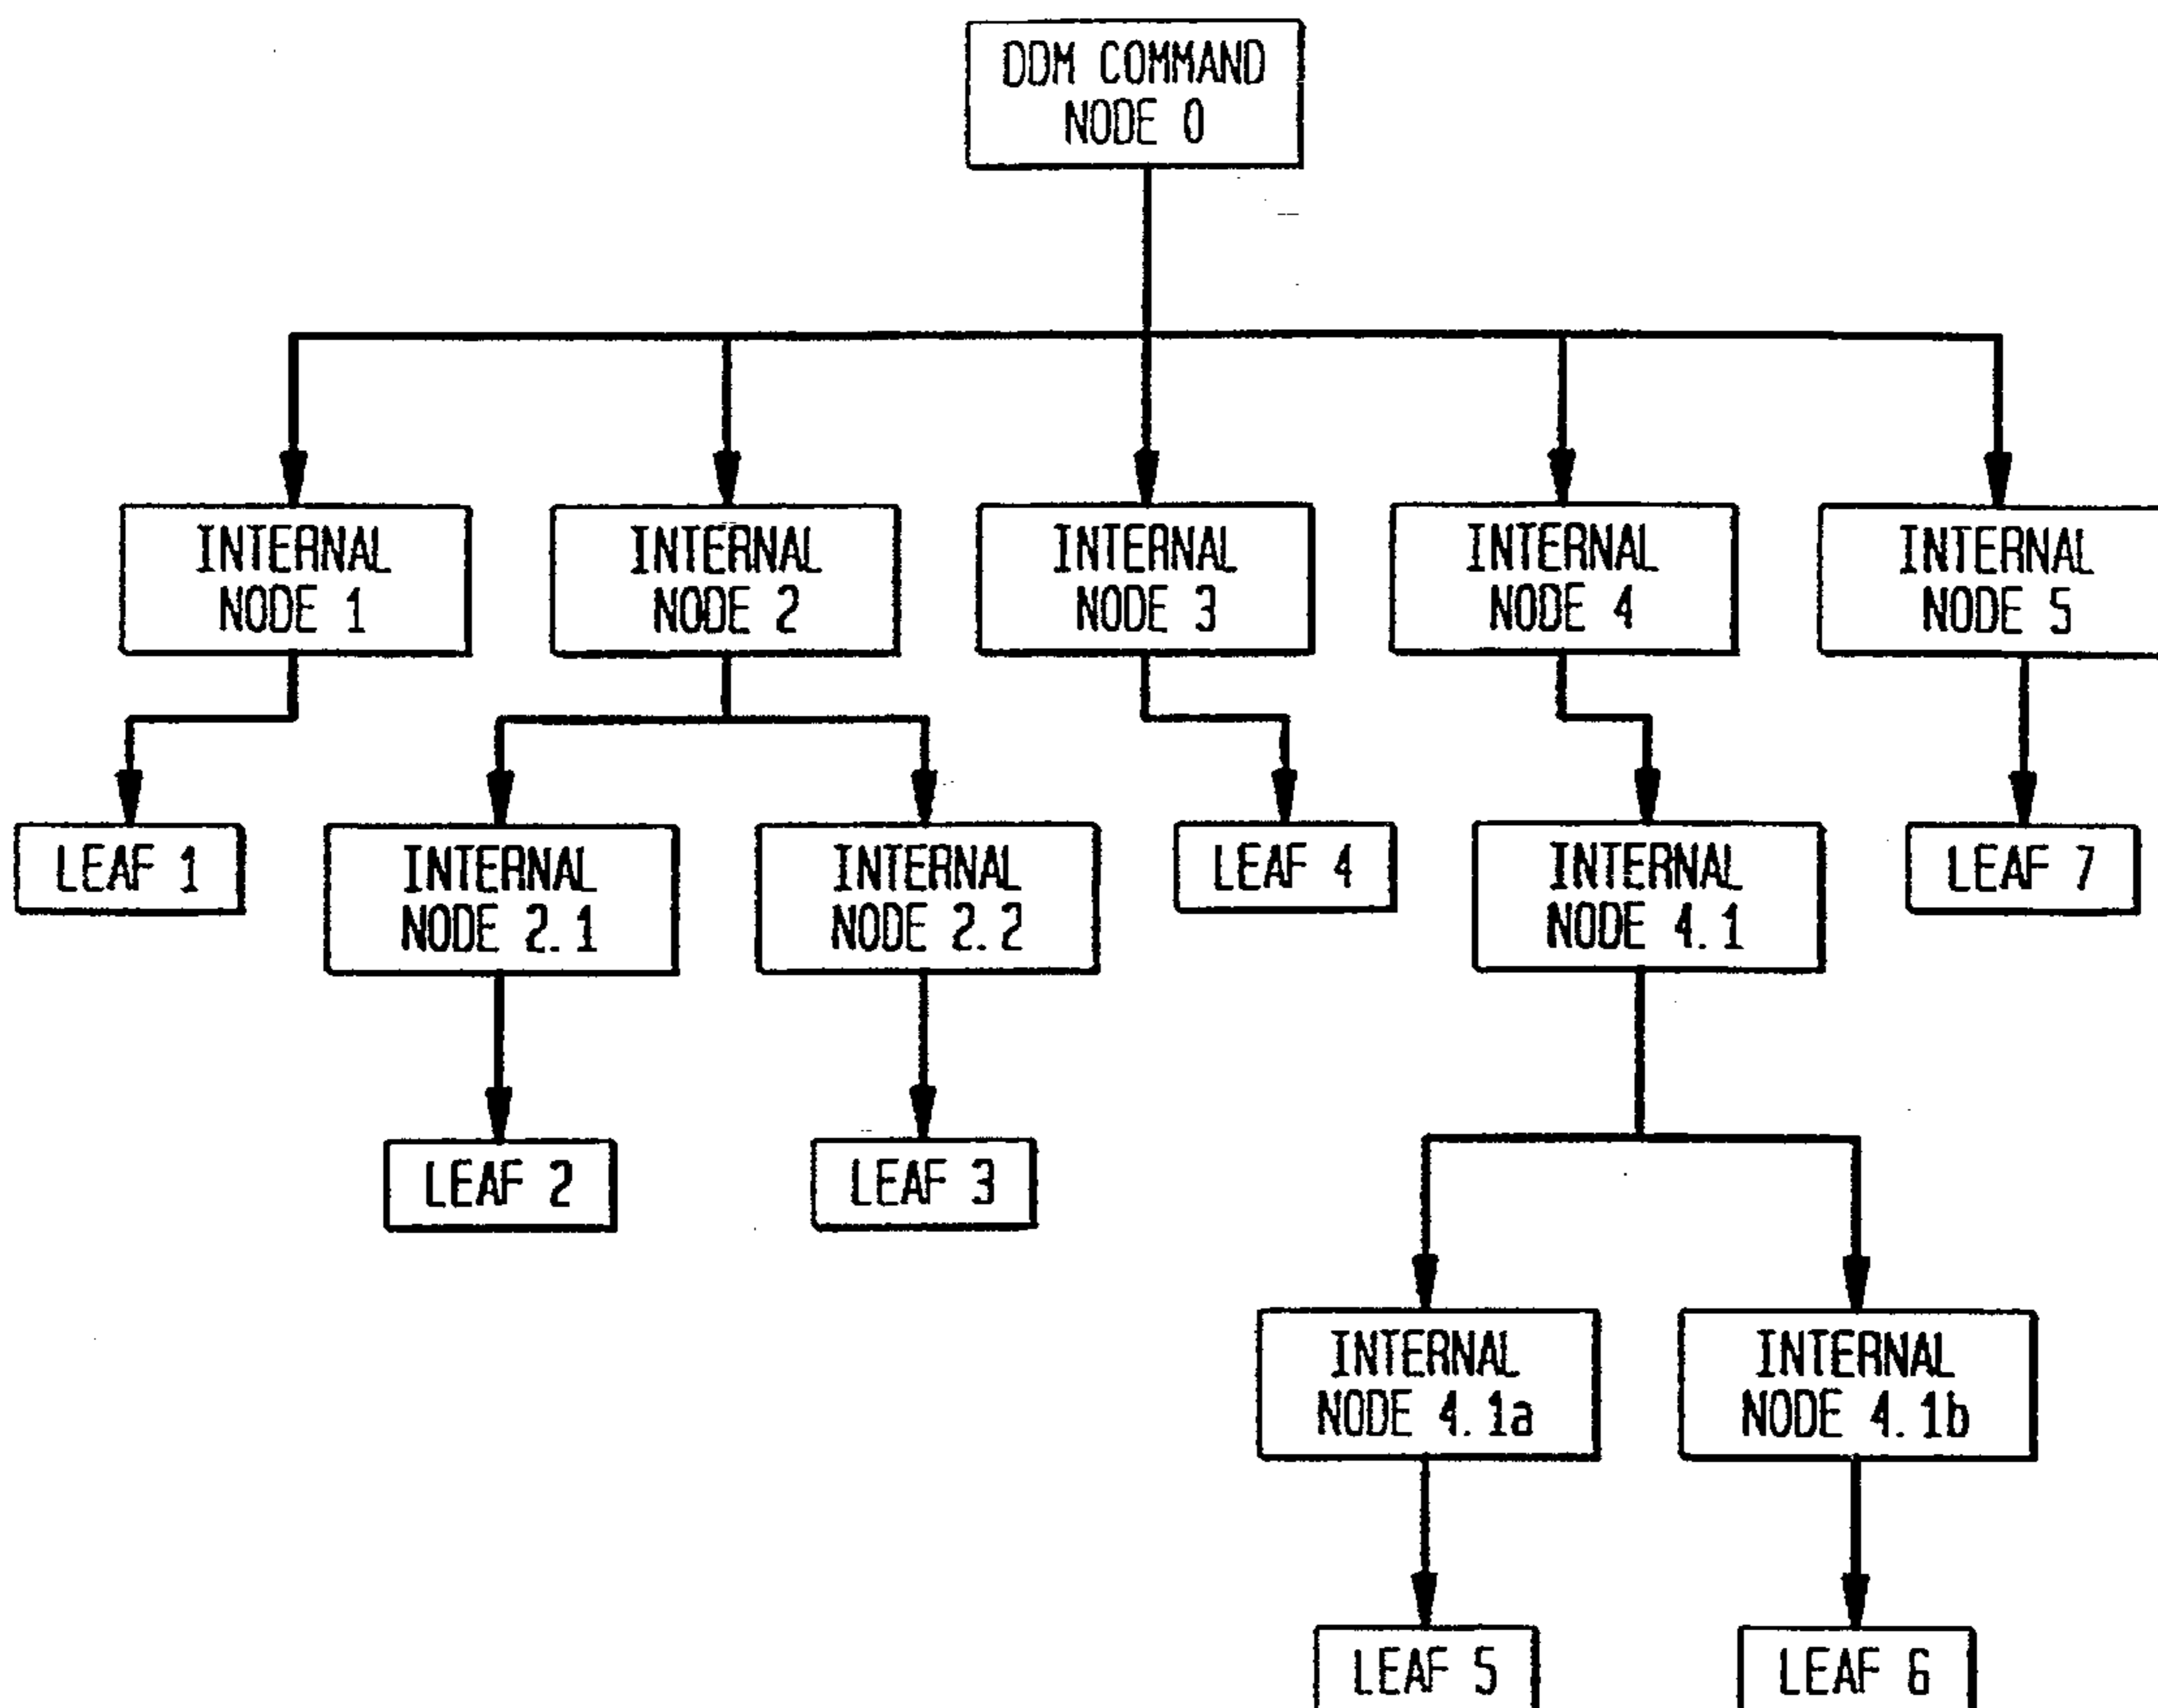 DDM COMMAND
NODE 0
INTERNAL
NODE 1
INTERNAL
NODE 2
INTERNAL
NODE 3
INTERNAL
NODE 4
INTERNAL
NODE 5
LEAF 1
INTERNAL
NODE 2.1
INTERNAL
NODE 2.2
LEAF 4
INTERNAL
NODE 4.1
LEAF 7
LEAF 2
LEAF 3
INTERNAL
NODE 4.1a
INTERNAL
NODE 4.1b
LEAF 5
LEAF 6